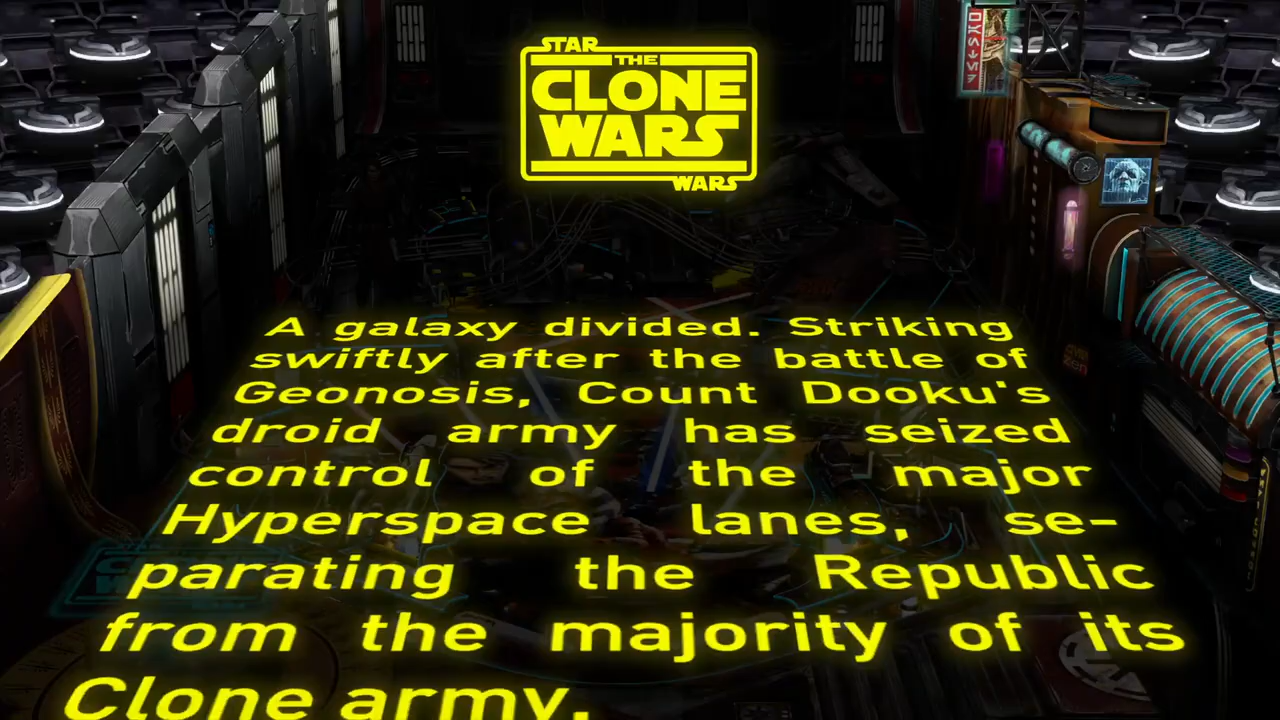 STAR
THE
CLONE
WARS
WARS
A galaxy divided. Striking
swiftly after the battle of
Geonosis, Count Dooku's
droid army has seized
control of the major
Hyperspace lanes, se-
parating the Republic
from the majority of its
Clone army.